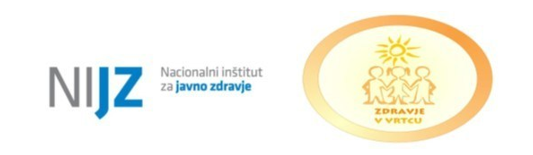 NIJZ
Nacionalni inštitut
za javno zdravje
ZDRAVJE
V VRTCU